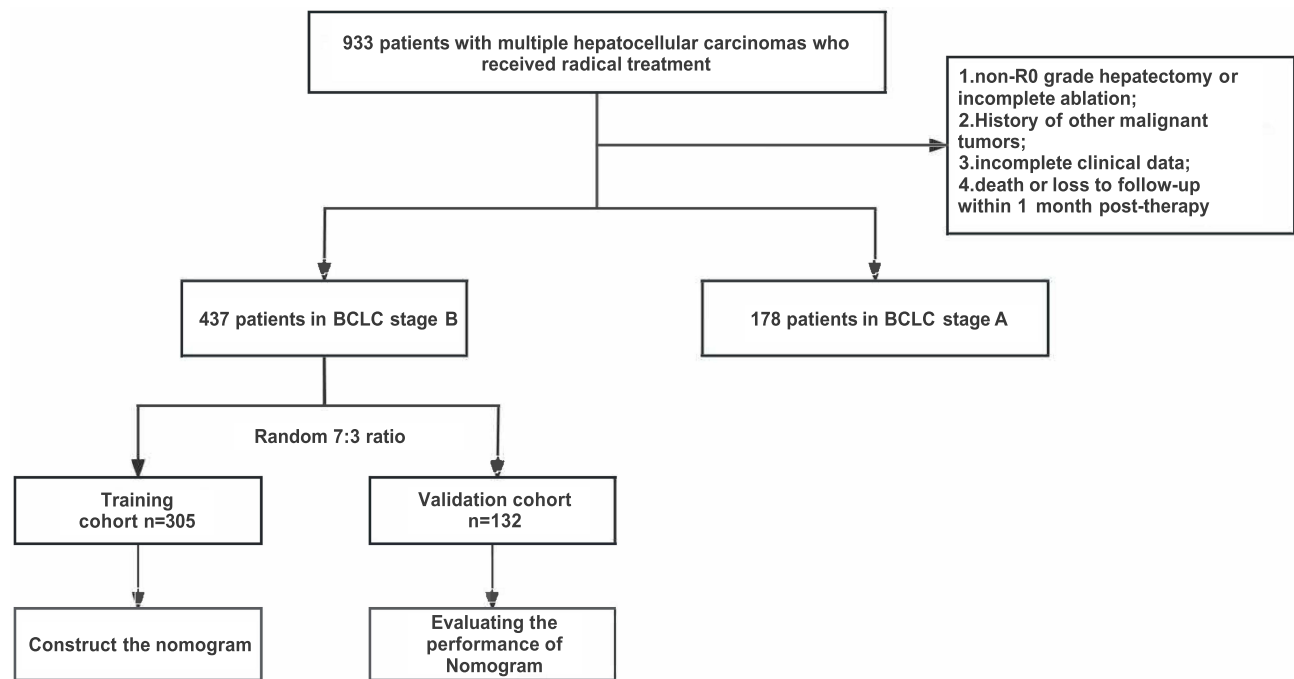 933 patients with multiple hepatocellular carcinomas who
received radical treatment
1.non-R0 grade hepatectomy or
incomplete ablation;
2.History of other malignant
tumors;
3.incomplete clinical data;
4.death or loss to follow-up
within 1 month post-therapy
437 patients in BCLC stage B
178 patients in BCLC stage A
Random 7:3 ratio
Training
cohort n=305
Validation cohort
n=132
Construct the nomogram
Evaluating the
performance of
Nomogram